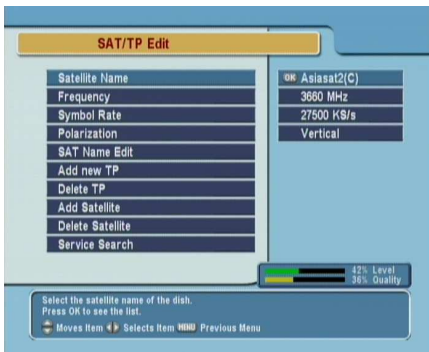 SAT/TP Edit
Satellite Name
OK Asiasat2(C)
Frequency
3660 MHz
Symbol Rate
27500 KS/s
Polarization
Vertical
SAT Name Edit
Add new TP
Delete TP
Add Satellite
Delete Satellite
Service Search
42% Level
36% Quality
Select the satellite name of the dish.
Press OK to see the list.
Moves Item Selects Item MENU Previous Menu